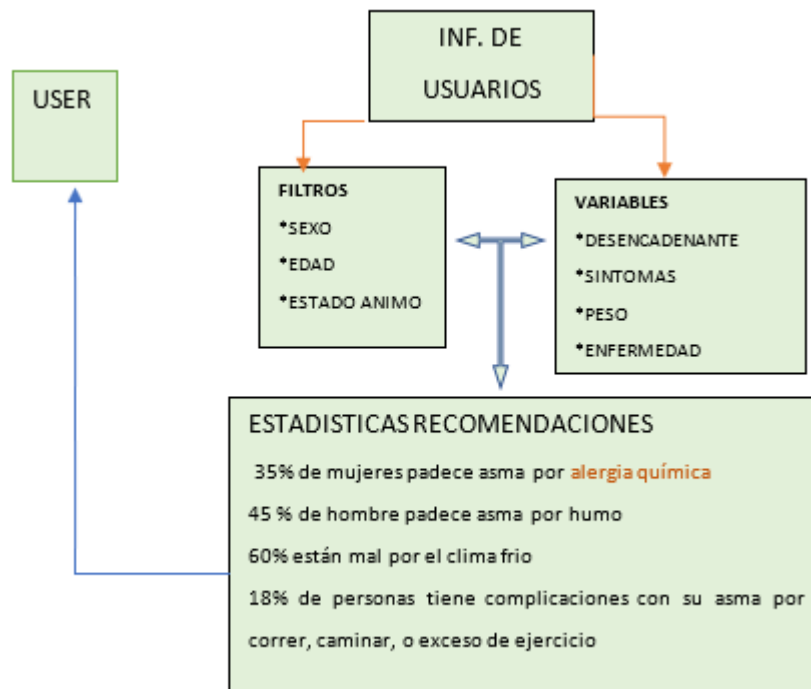 INF. DE
USUARIOS
USER
FILTROS
*SEXO
*EDAD
*ESTADO ANIMO
VARIABLES
*DESENCADENANTE
*SINTOMAS
*PESO
*ENFERMEDAD
ESTADISTICAS RECOMENDACIONES
35% de mujeres padece asma por alergia química
45 % de hombre padece asma por humo
60% están mal por el clima frio
18% de personas tiene complicaciones con su asma por
correr, caminar, o exceso de ejercicio